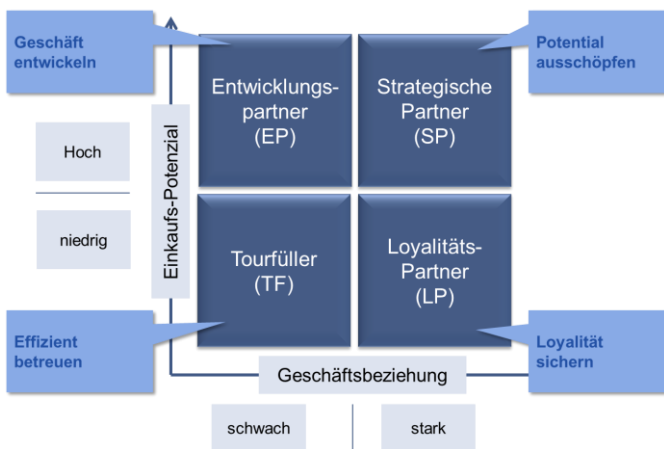 Geschäft
entwickeln
Potential
ausschöpfen
Entwicklungs-
partner
(EP)
Strategische
Partner
(SP)
Hoch
niedrig
Einkaufs-Potenzial
Tourfüller
(TF)
Loyalitäts-
Partner
(LP)
Effizient
betreuen
Loyalität
sichern
Geschäftsbeziehung
schwach
stark